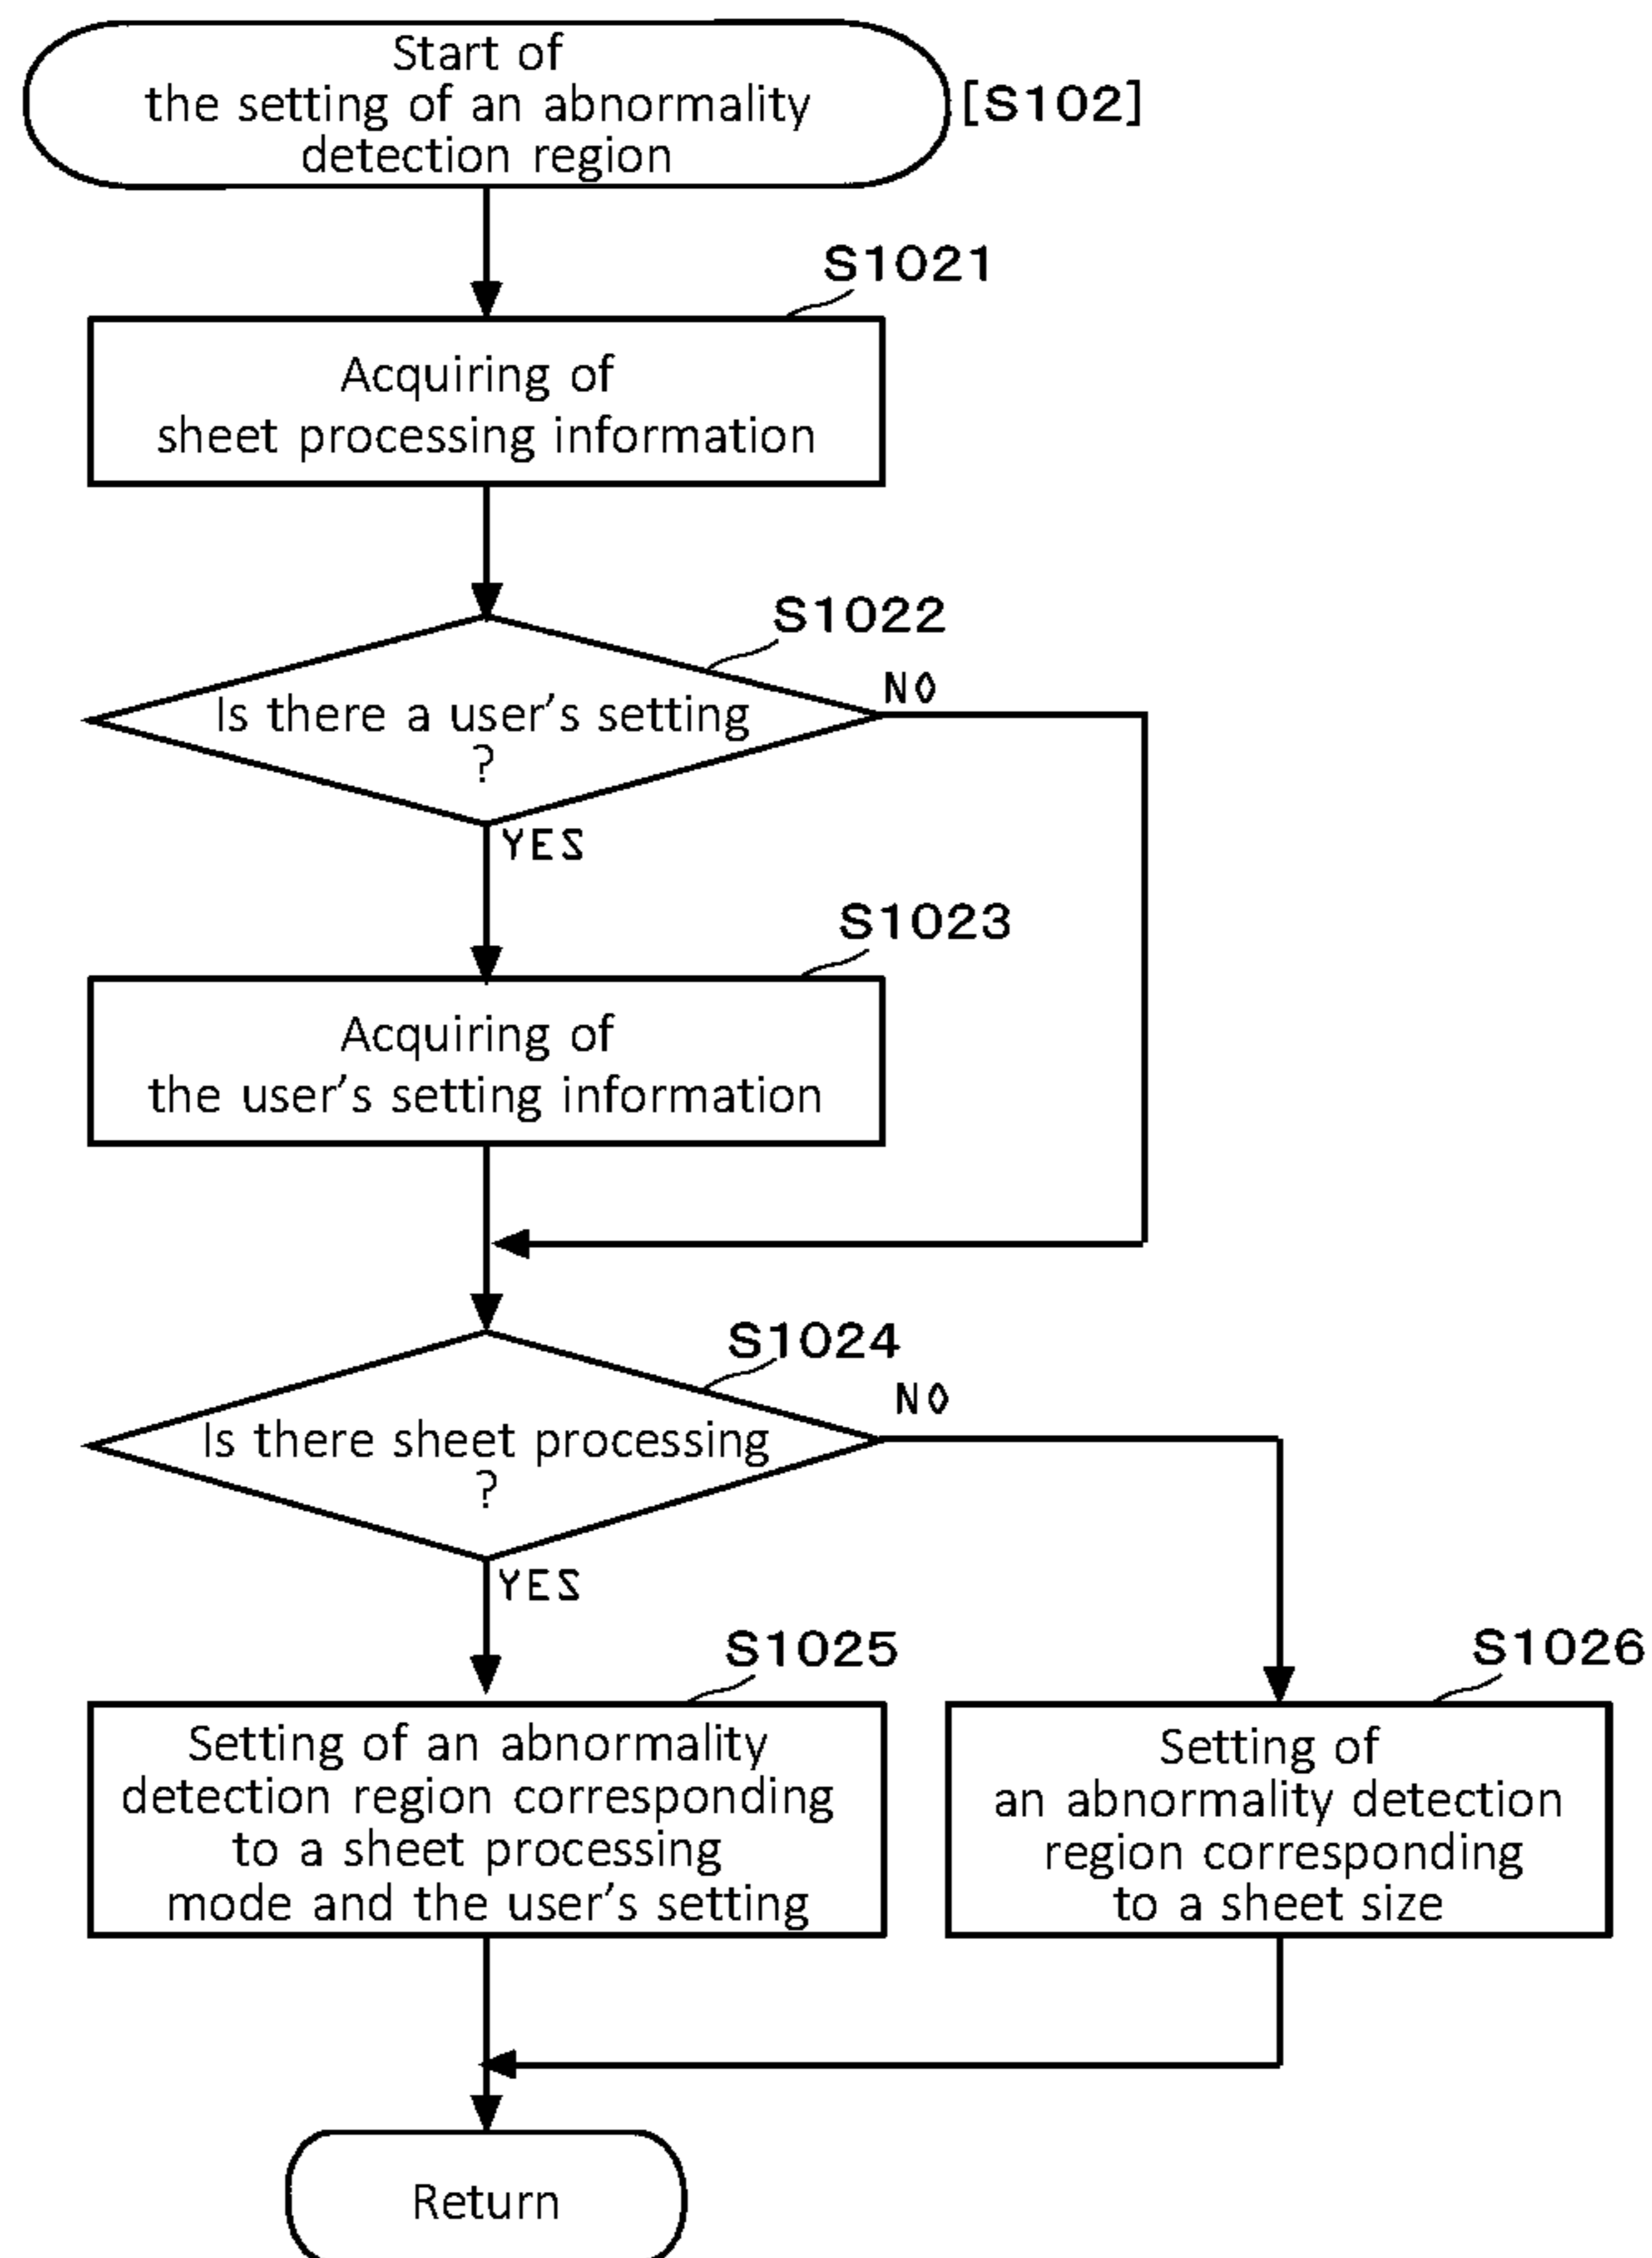 Start of
the setting of an abnormality
detection region
[S102]
S1021
Acquiring of
sheet processing information
S1022
NO
Is there a user's setting
?
YES
S1023
Acquiring of
the user's setting information
S1024
NO
Is there sheet processing
?
YES
S1025
Setting of an abnormality
detection region corresponding
to a sheet processing
mode and the user's setting
S1026
Setting of
an abnormality detection
region corresponding
to a sheet size
Return